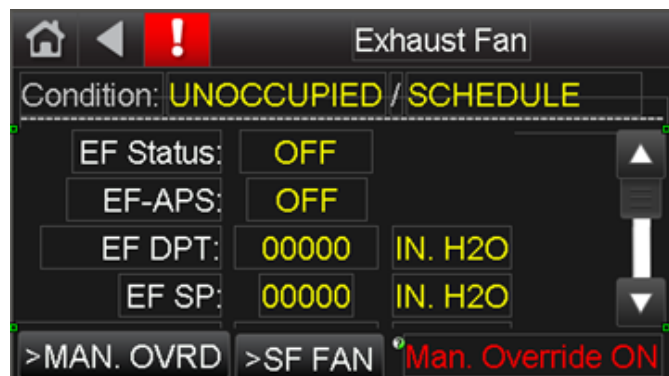 Exhaust Fan
Condition: UNOCCUPIED / SCHEDULE
EF Status: OFF
EF-APS: OFF
EF DPT: 00000 IN. H2O
EF SP: 00000 IN. H2O
>MAN. OVRD >SF FAN Man. Override ON